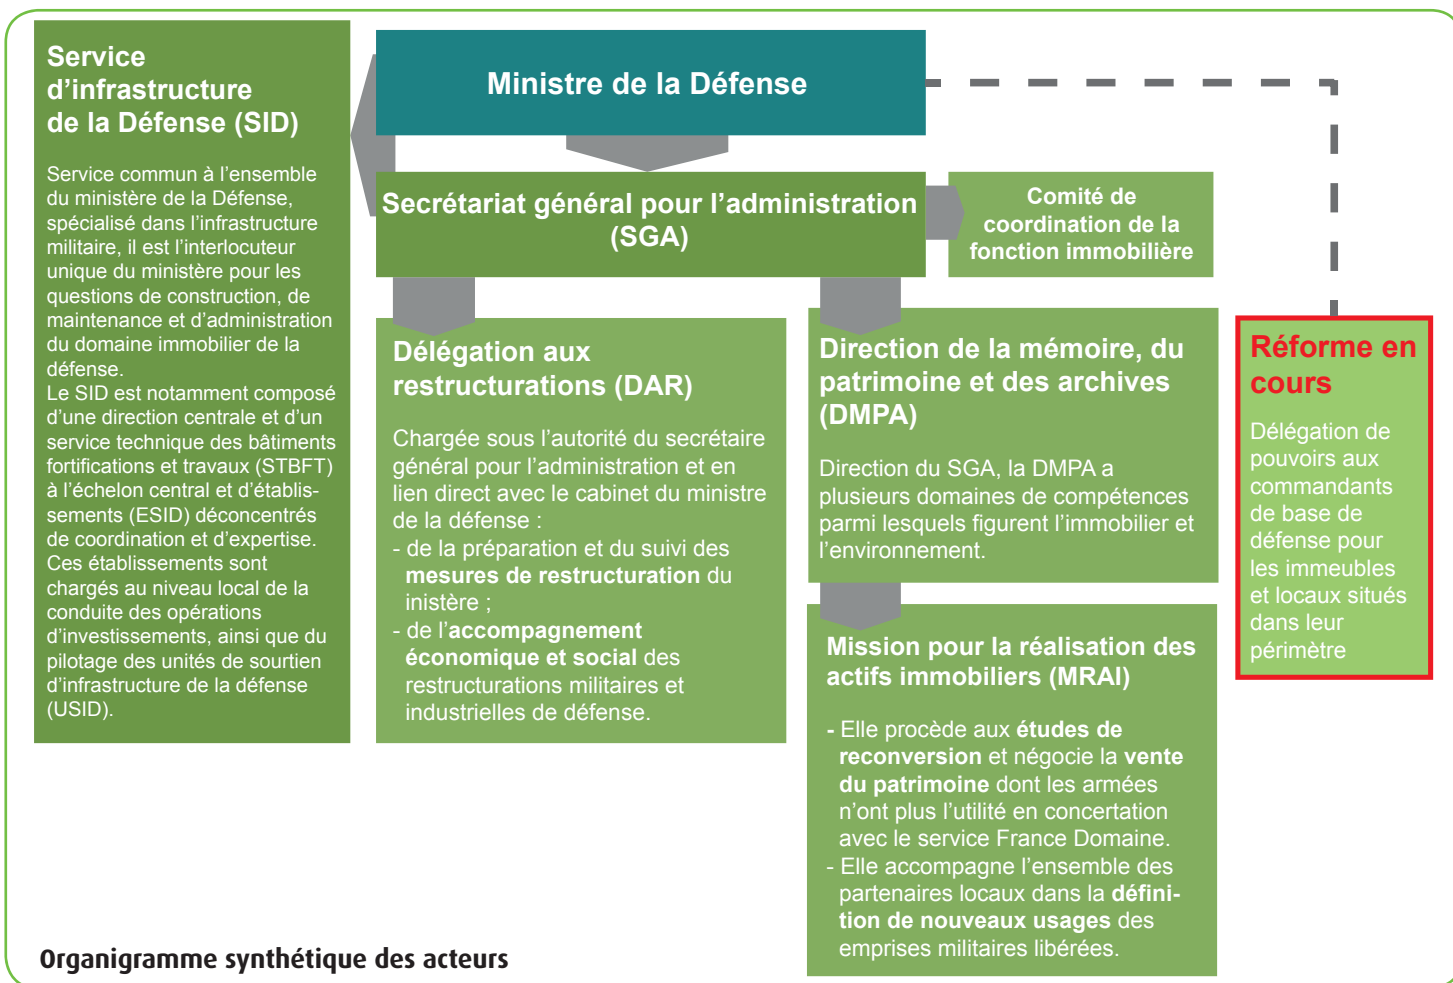 Service
d’infrastructure
de la Défense (SID)
Service commun à l’ensemble
du ministère de la Défense,
spécialisé dans l’infrastructure
militaire, il est l’interlocuteur
unique du ministère pour les
questions de construction, de
maintenance et d’administration
du domaine immobilier de la
défense.
Le SID est notamment composé
d’une direction centrale et d’un
service technique des bâtiments
fortifications et travaux (STBFT)
à l’échelon central et d’établis-
sements (ESID) déconcentrés
de coordination et d’expertise.
Ces établissements sont
chargés au niveau local de la
conduite des opérations
d’investissements, ainsi que du
pilotage des unités de sourtien
d’infrastructure de la défense
(USID).
Ministre de la Défense
Secrétariat général pour l’administration
(SGA)
Comité de
coordination de la
fonction immobilière
Délégation aux
restructurations (DAR)
Chargée sous l’autorité du secrétaire
général pour l’administration et en
lien direct avec le cabinet du ministre
de la défense :
- de la préparation et du suivi des
mesures de restructuration du
inistère ;
- de l’accompagnement
économique et social des
restructurations militaires et
industrielles de défense.
Direction de la mémoire, du
patrimoine et des archives
(DMPA)
Direction du SGA, la DMPA a
plusieurs domaines de compétences
parmi lesquels figurent l’immobilier et
l’environnement.
Mission pour la réalisation des
actifs immobiliers (MRAI)
- Elle procède aux études de
reconversion et négocie la vente
du patrimoine dont les armées
n’ont plus l’utilité en concertation
avec le service France Domaine.
- Elle accompagne l’ensemble des
partenaires locaux dans la défini-
tion de nouveaux usages des
emprises militaires libérées.
Réforme en
cours
Délégation de
pouvoirs aux
commandants
de base de
défense pour
les immeubles
et locaux situés
dans leur
périmètre
Organigramme synthétique des acteurs